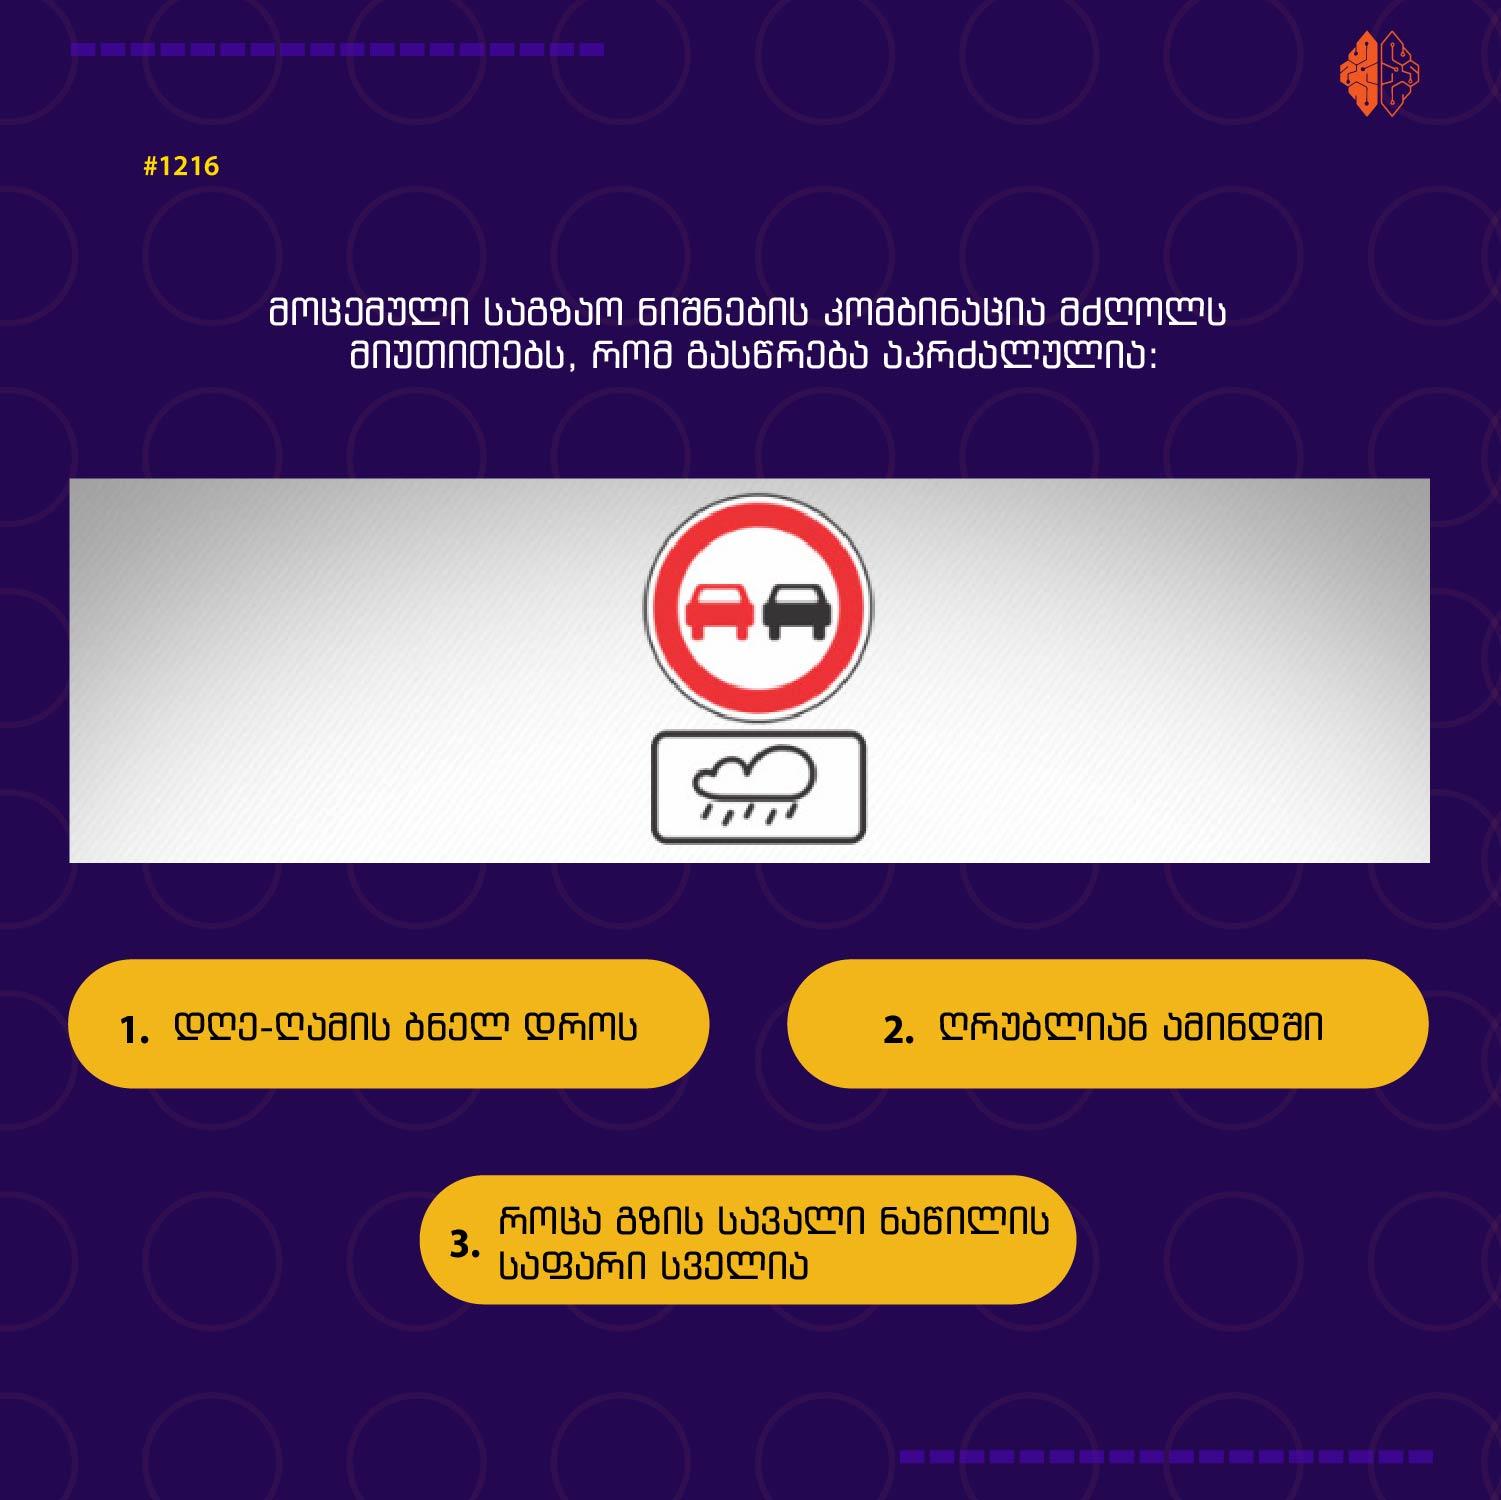 #1216
მოცემული საგზაო ნიშნების კომბინაცია მძღოლს
მიუთითებს, რომ გასწრება აკრძალულია:
1. დღე-ღამის ბნელ დროს
2. ღრუბლიან ამინდში
3. როცა გზის სავალი ნაწილის
საფარი სველია